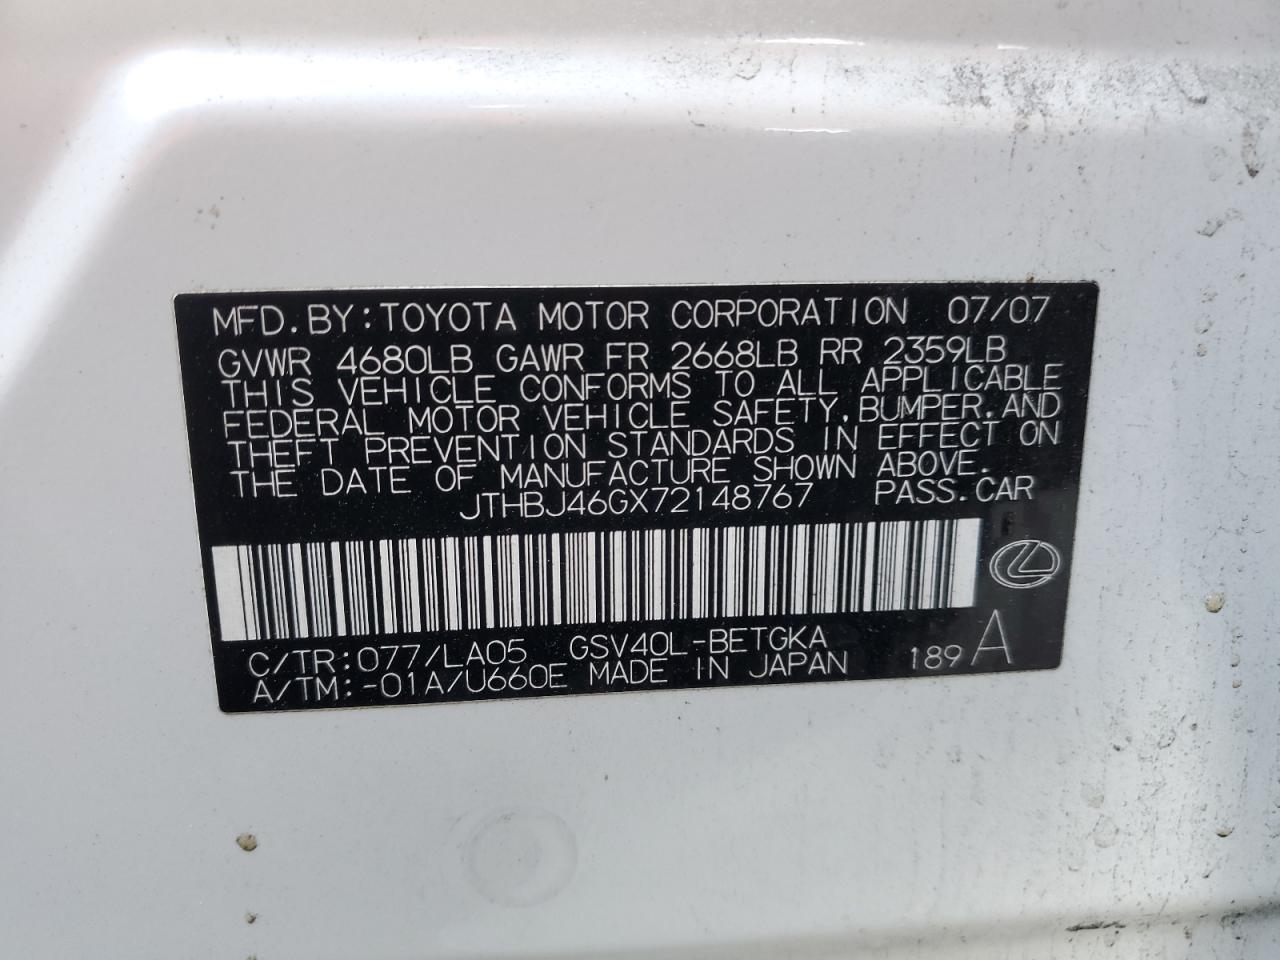 MFD.BY:TOYOTA MOTOR CORPORATION 07/07
GVWR 4680LB GAWR FR 2668LB RR 2359LB
THIS VEHICLE CONFORMS TO ALL APPLICABLE
FEDERAL MOTOR VEHICLE SAFETY,BUMPER,AND
THEFT PREVENTION STANDARDS IN EFFECT ON
THE DATE OF MANUFACTURE SHOWN ABOVE.
JTHBJ46GX72148767 PASS.CAR
C/TR:077/LA05 GSV40L-BETGKA
A/TM:-01A/U660E MADE IN JAPAN 189A